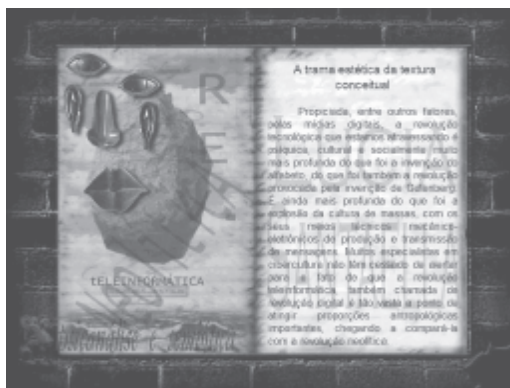 R
E
tELEINFORMÁTICA
A trama estética da textura
conceitual
Propiciada, entre outros fatores,
pelas mídias digitais, a revolução
tecnológica que estamos atravessando é
psíquica, cultural e socialmente muito
mais profunda do que foi a invenção do
alfabeto, do que foi também a revolução
provocada pela invenção de Gutenberg.
É ainda mais profunda do que foi a
explosão da cultura de massas, com os
seus meios técnicos mecânico-
eletrônicos de produção e transmissão
de mensagens. Muitos especialistas em
cibercultura não têm cessado de alertar
para o fato de que a revolução
teleinformática, também chamada de
revolução digital é tão vasta a ponto de
atingir proporções antropológicas
importantes, chegando a compará-la
com a revolução neolítica.